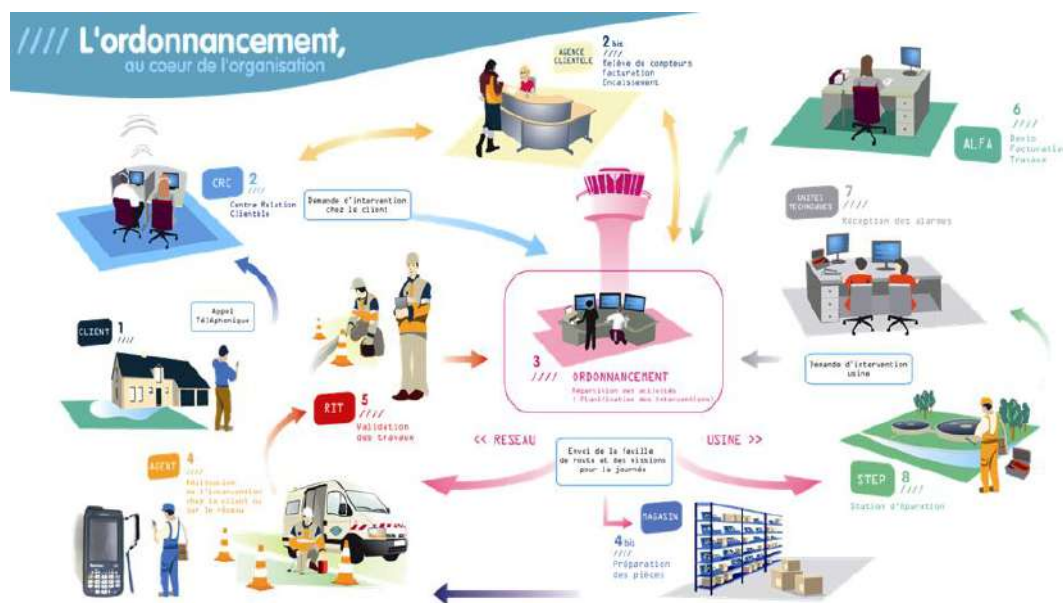 //// L'ordonnancement,
au coeur de l'organisation
AGENCE
CLIENTELE
2 bis
////
Relève de compteurs
Facturation
Encaissement
6
////
ALFA
Devis
Facturation
Travaux
CRC
2
////
Centre Relation
Clientèle
Demande d'intervention
chez le client
7
////
UNITES
TECHNIQUES
Réception des alarmes
Appel
Téléphonique
CLIENT
1
////
3
////
ORDONNANCEMENT
Répartition des activités
( Planification des interventions)
Demande d'intervention
usine
RIT
5
////
Validation
des travaux
<< RESEAU
USINE >>
Envoi de la feuille
de route et des missions
pour la journée
AGENT
4
////
Réalisation
de l'intervention
chez le client ou
sur le réseau
STEP
8
////
Station d'épuration
MAGASIN
4 bis
////
Préparation
des pièces